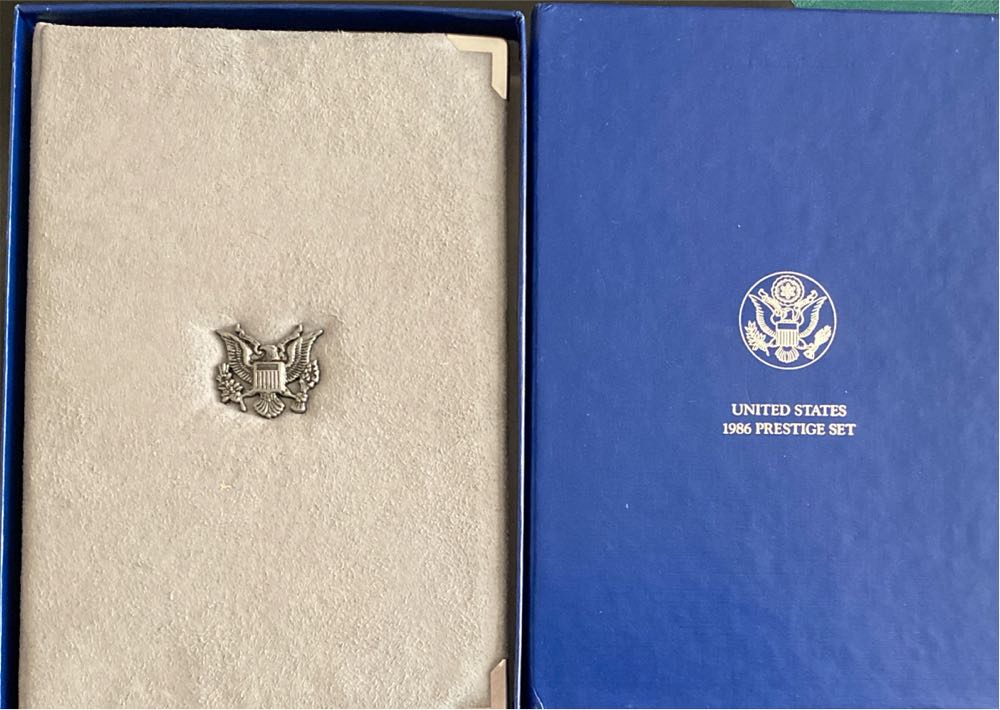 UNITED STATES
1986 PRESTIGE SET